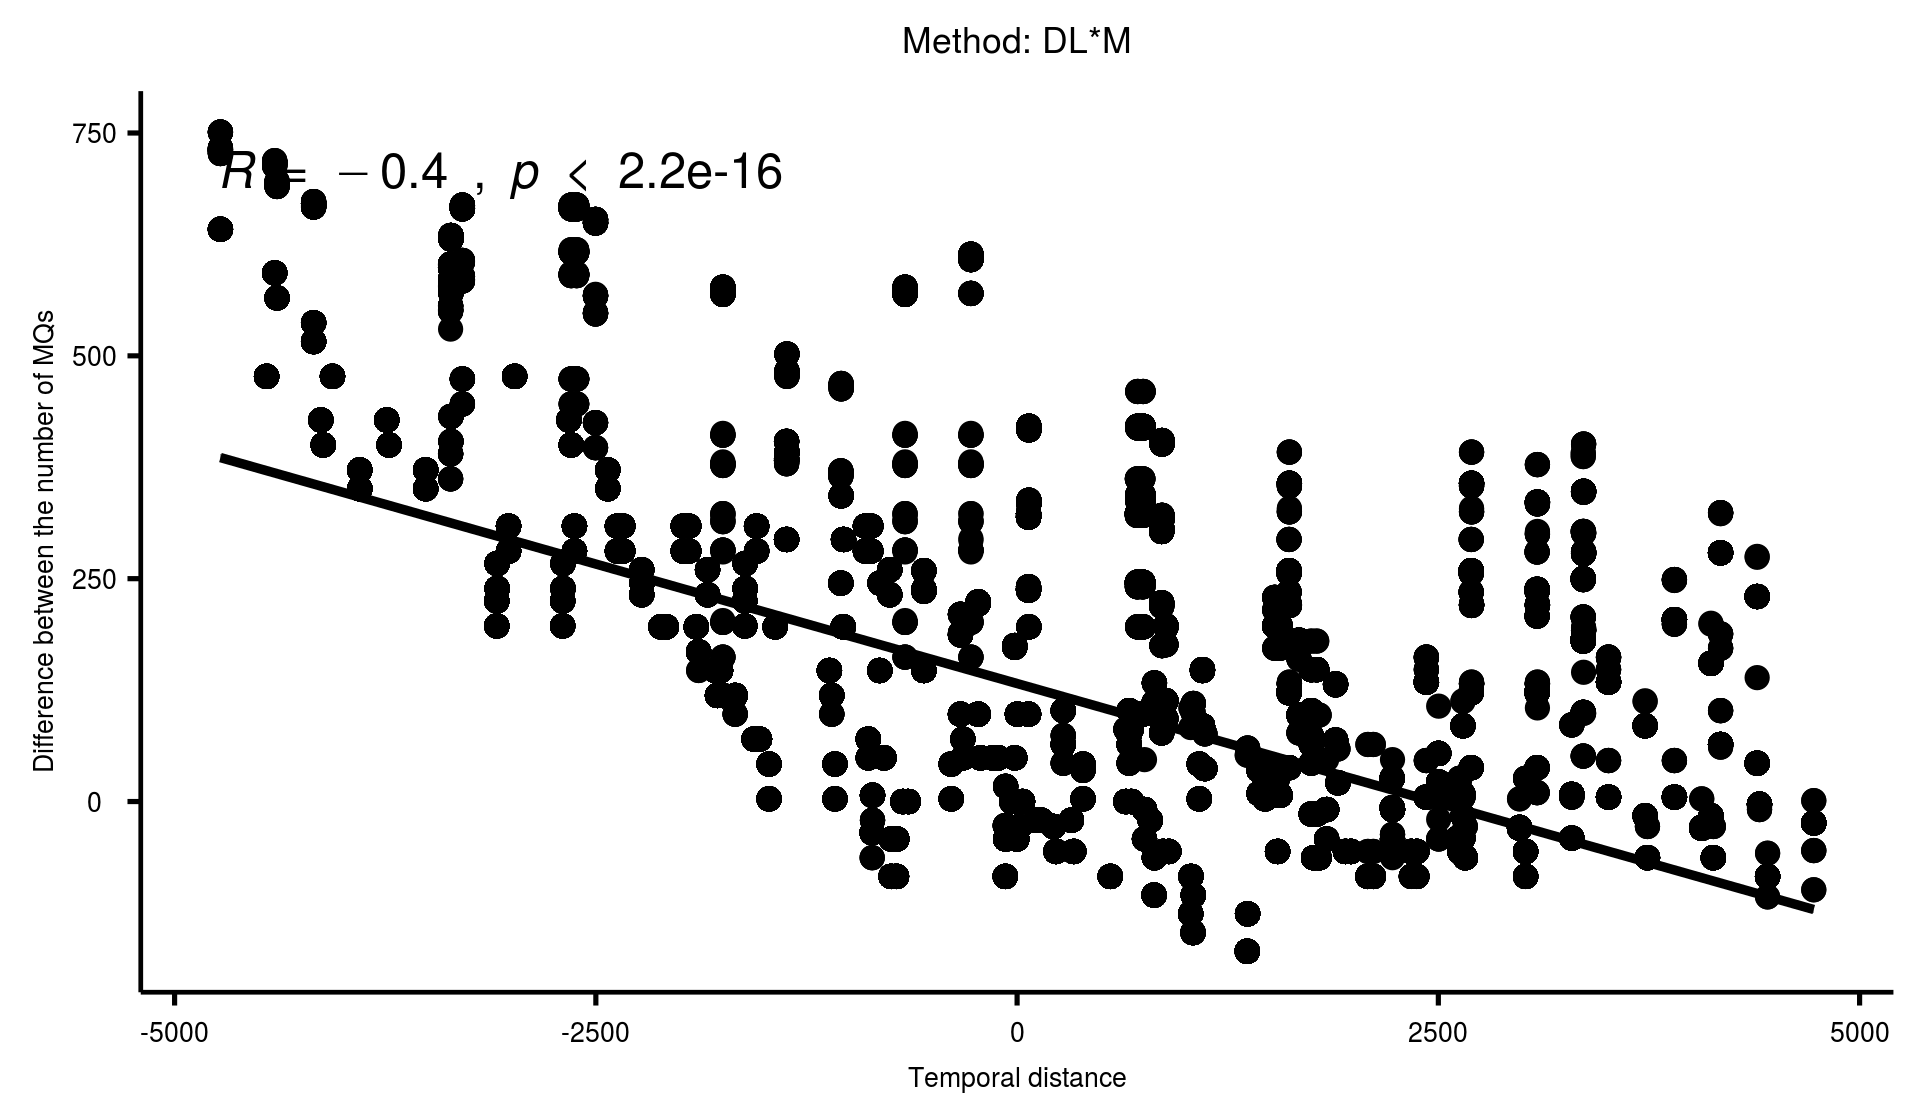 Method: DL*M
R = − 0.4 , p < 2.2e-16
Difference between the number of MQs
750
500
250
0
-5000
-2500
0
2500
5000
Temporal distance